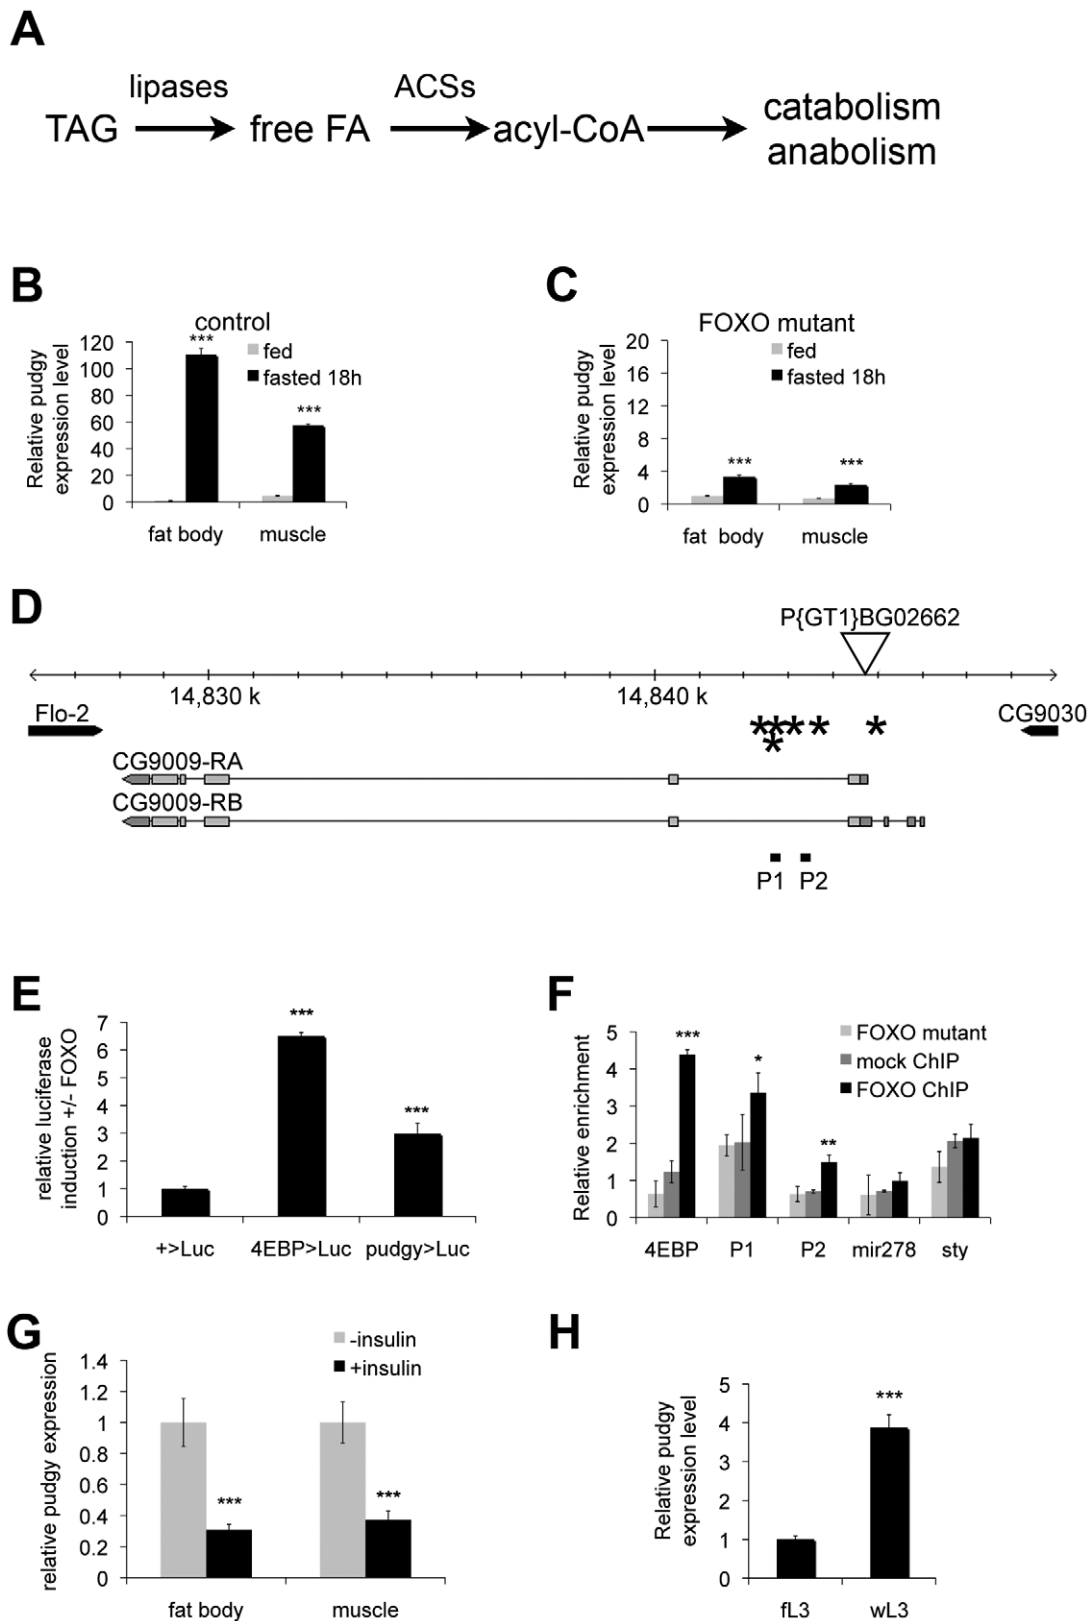 A
lipases
ACSs
TAG
free FA
acyl-CoA
catabolism
anabolism
B
control
***
fed
fasted 18h
***
Relative pudgy
expression level
120
100
80
60
40
20
0
fat body
muscle
C
FOXO mutant
fed
fasted 18h
***
***
Relative pudgy
expression level
20
16
12
8
4
0
fat body
muscle
D
P{GT1}BG02662
14,830 k
14,840 k
Flo-2
CG9030
*****
*
CG9009-RA
CG9009-RB
P1
P2
E
relative luciferase
induction +/- FOXO
7
6
5
4
3
2
1
0
***
***
+>Luc
4EBP>Luc
pudgy>Luc
F
Relative enrichment
5
4
3
2
1
0
FOXO mutant
mock ChIP
FOXO ChIP
***
*
**
4EBP
P1
P2
mir278
sty
G
-insulin
+insulin
relative pudgy expression
1.4
1.2
1
0.8
0.6
0.4
0.2
0
***
***
fat body
muscle
H
Relative pudgy
expression level
5
4
3
2
1
0
***
fL3
wL3